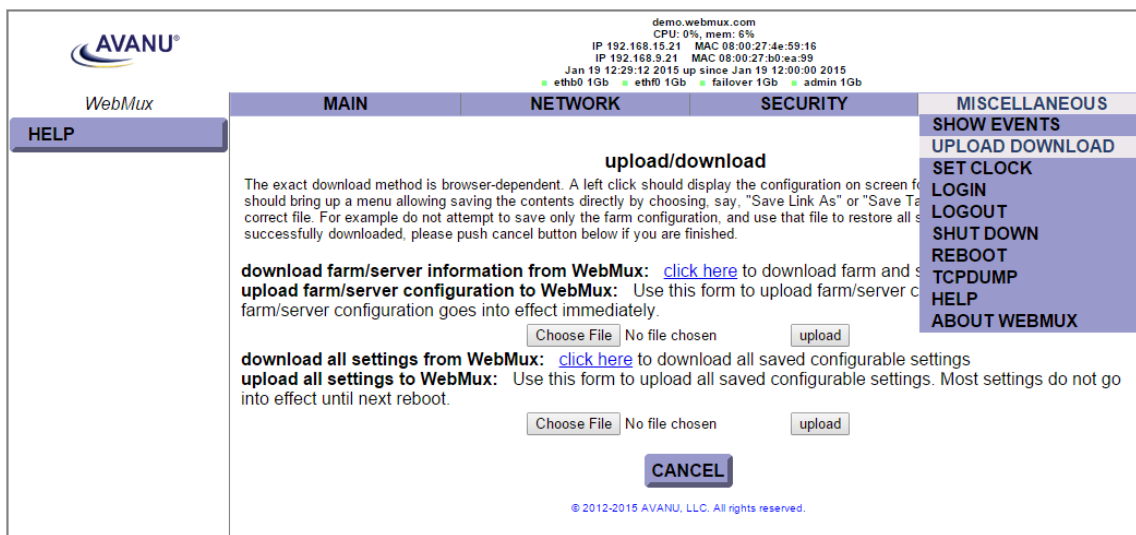 AVANU®
demo.webmux.com
CPU: 0%, mem: 6%
IP 192.168.15.21 MAC 08:00:27:4e:59:16
IP 192.168.9.21 MAC 08:00:27:b0:ea:99
Jan 19 12:29:12 2015 up since Jan 19 12:00:00 2015
ethb0 1Gb ethf0 1Gb failover 1Gb admin 1Gb
WebMux
MAIN NETWORK SECURITY MISCELLANEOUS
HELP
SHOW EVENTS
UPLOAD DOWNLOAD
SET CLOCK
LOGIN
LOGOUT
SHUT DOWN
REBOOT
TCPDUMP
HELP
ABOUT WEBMUX
upload/download
The exact download method is browser-dependent. A left click should display the configuration on screen
should bring up a menu allowing saving the contents directly by choosing, say, "Save Link As" or "Save
correct file. For example do not attempt to save only the farm configuration, and use that file to restore all
successfully downloaded, please push cancel button below if you are finished.
download farm/server information from WebMux: click here to download farm and
upload farm/server configuration to WebMux: Use this form to upload farm/server
farm/server configuration goes into effect immediately.
Choose File No file chosen upload
download all settings from WebMux: click here to download all saved configurable settings
upload all settings to WebMux: Use this form to upload all saved configurable settings. Most settings do not go
into effect until next reboot.
Choose File No file chosen upload
CANCEL
© 2012-2015 AVANU, LLC. All rights reserved.